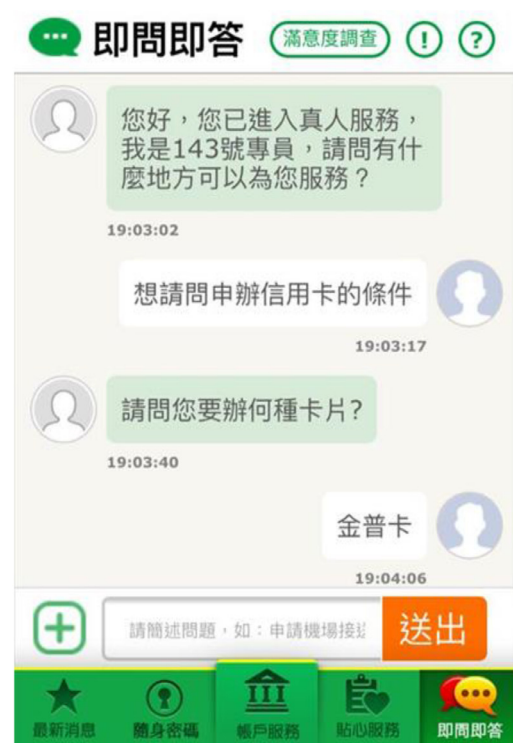 即問即答
滿意度調查
!
?
您好，您已進入真人服務，
我是143號專員，請問有什
麼地方可以為您服務？
19:03:02
想請問申辦信用卡的條件
19:03:17
請問您要辦何種卡片?
19:03:40
金普卡
19:04:06
請簡述問題，如：申請機場接
送出
最新消息
隨身密碼
帳戶服務
貼心服務
即問即答